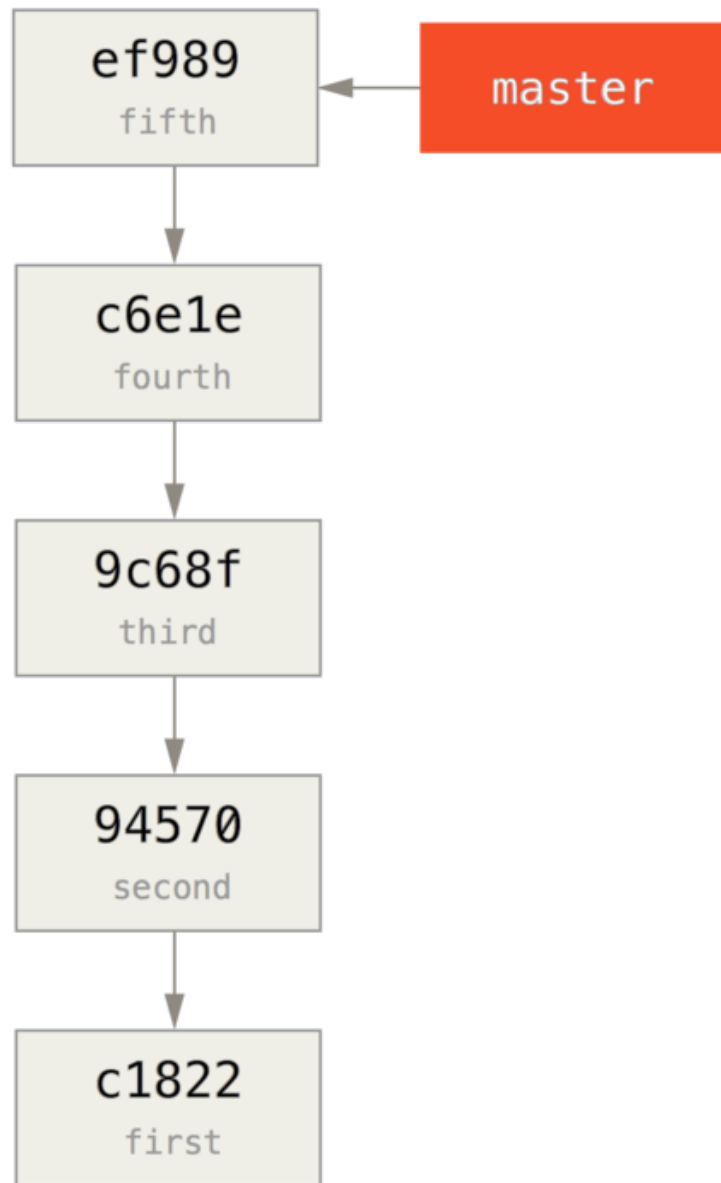 ef989
fifth
master
c6e1e
fourth
9c68f
third
94570
second
c1822
first